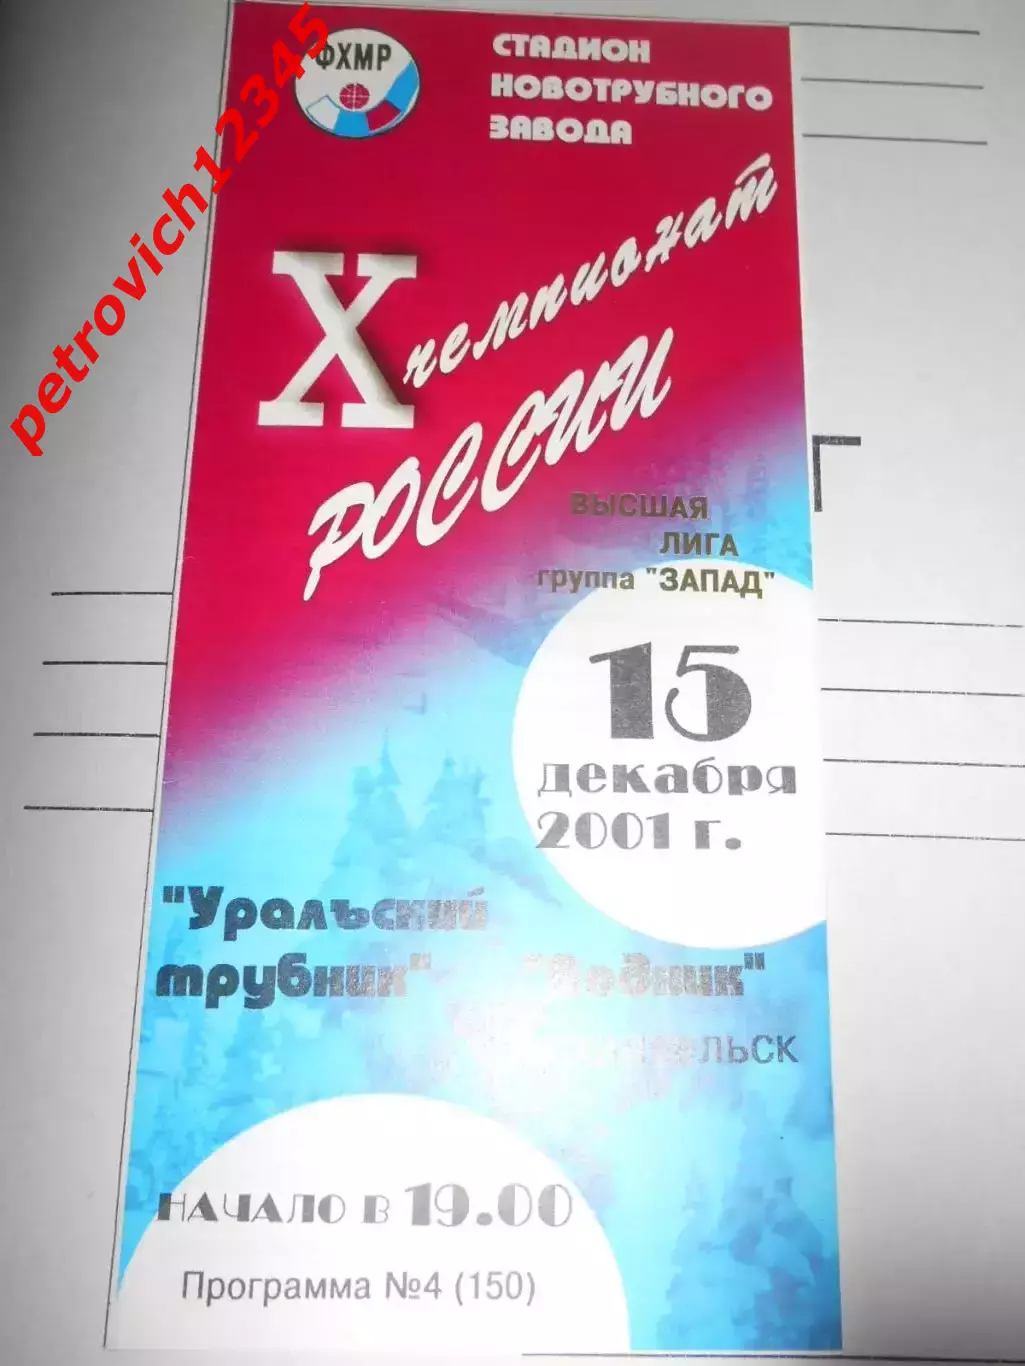 petrovich12345
ФХМР
СТАДИОН
НОВОТРУБНОГО
ЗАВОДА
X чемпионат
РОССИИ
ВЫСШАЯ
ЛИГА
группа "ЗАПАД"
15
декабря
2001 г.
"Уральский
трубник" "Водник"
НАЧАЛО В 19.00
Программа №4 (150)
Г